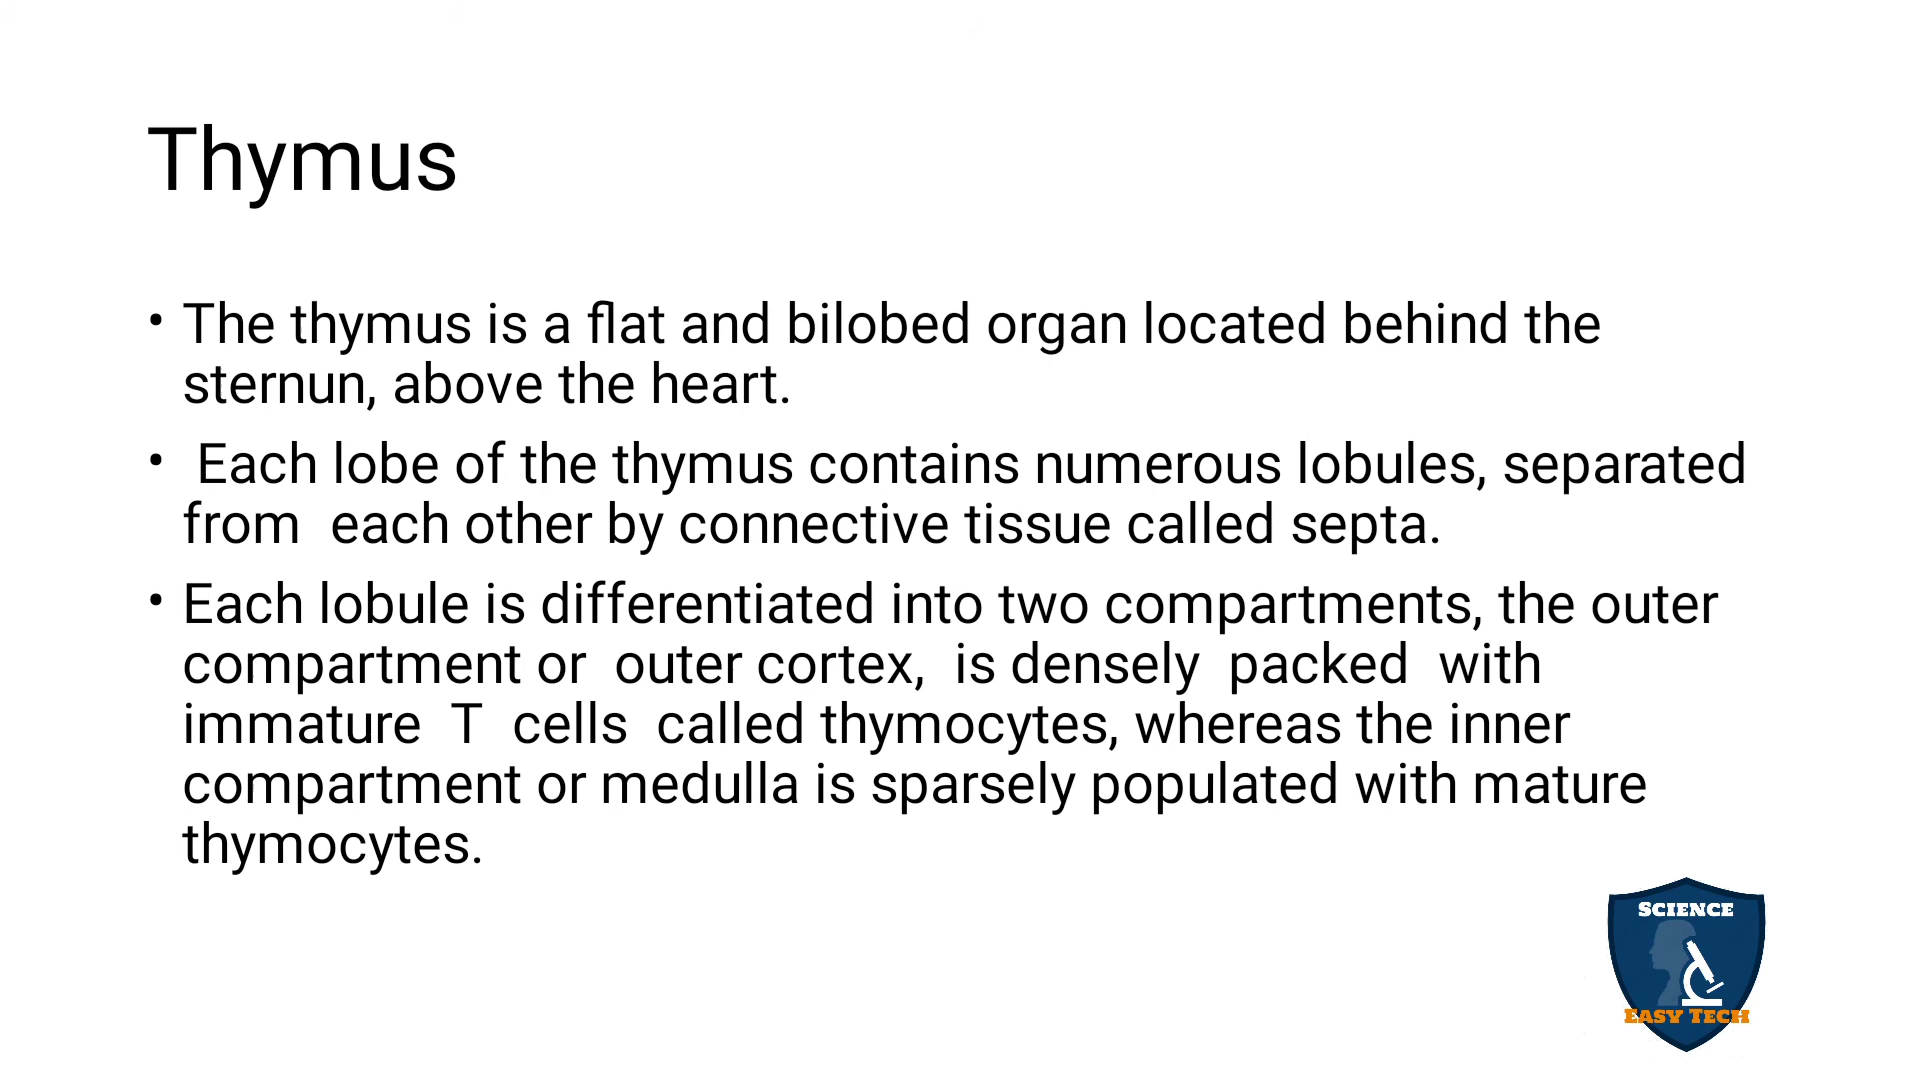 Thymus
• The thymus is a flat and bilobed organ located behind the
sternun, above the heart.
•  Each lobe of the thymus contains numerous lobules, separated
from  each other by connective tissue called septa.
• Each lobule is differentiated into two compartments, the outer
compartment or  outer cortex,  is densely  packed  with
immature  T  cells  called thymocytes, whereas the inner
compartment or medulla is sparsely populated with mature
thymocytes.
SCIENCE
EASY TECH